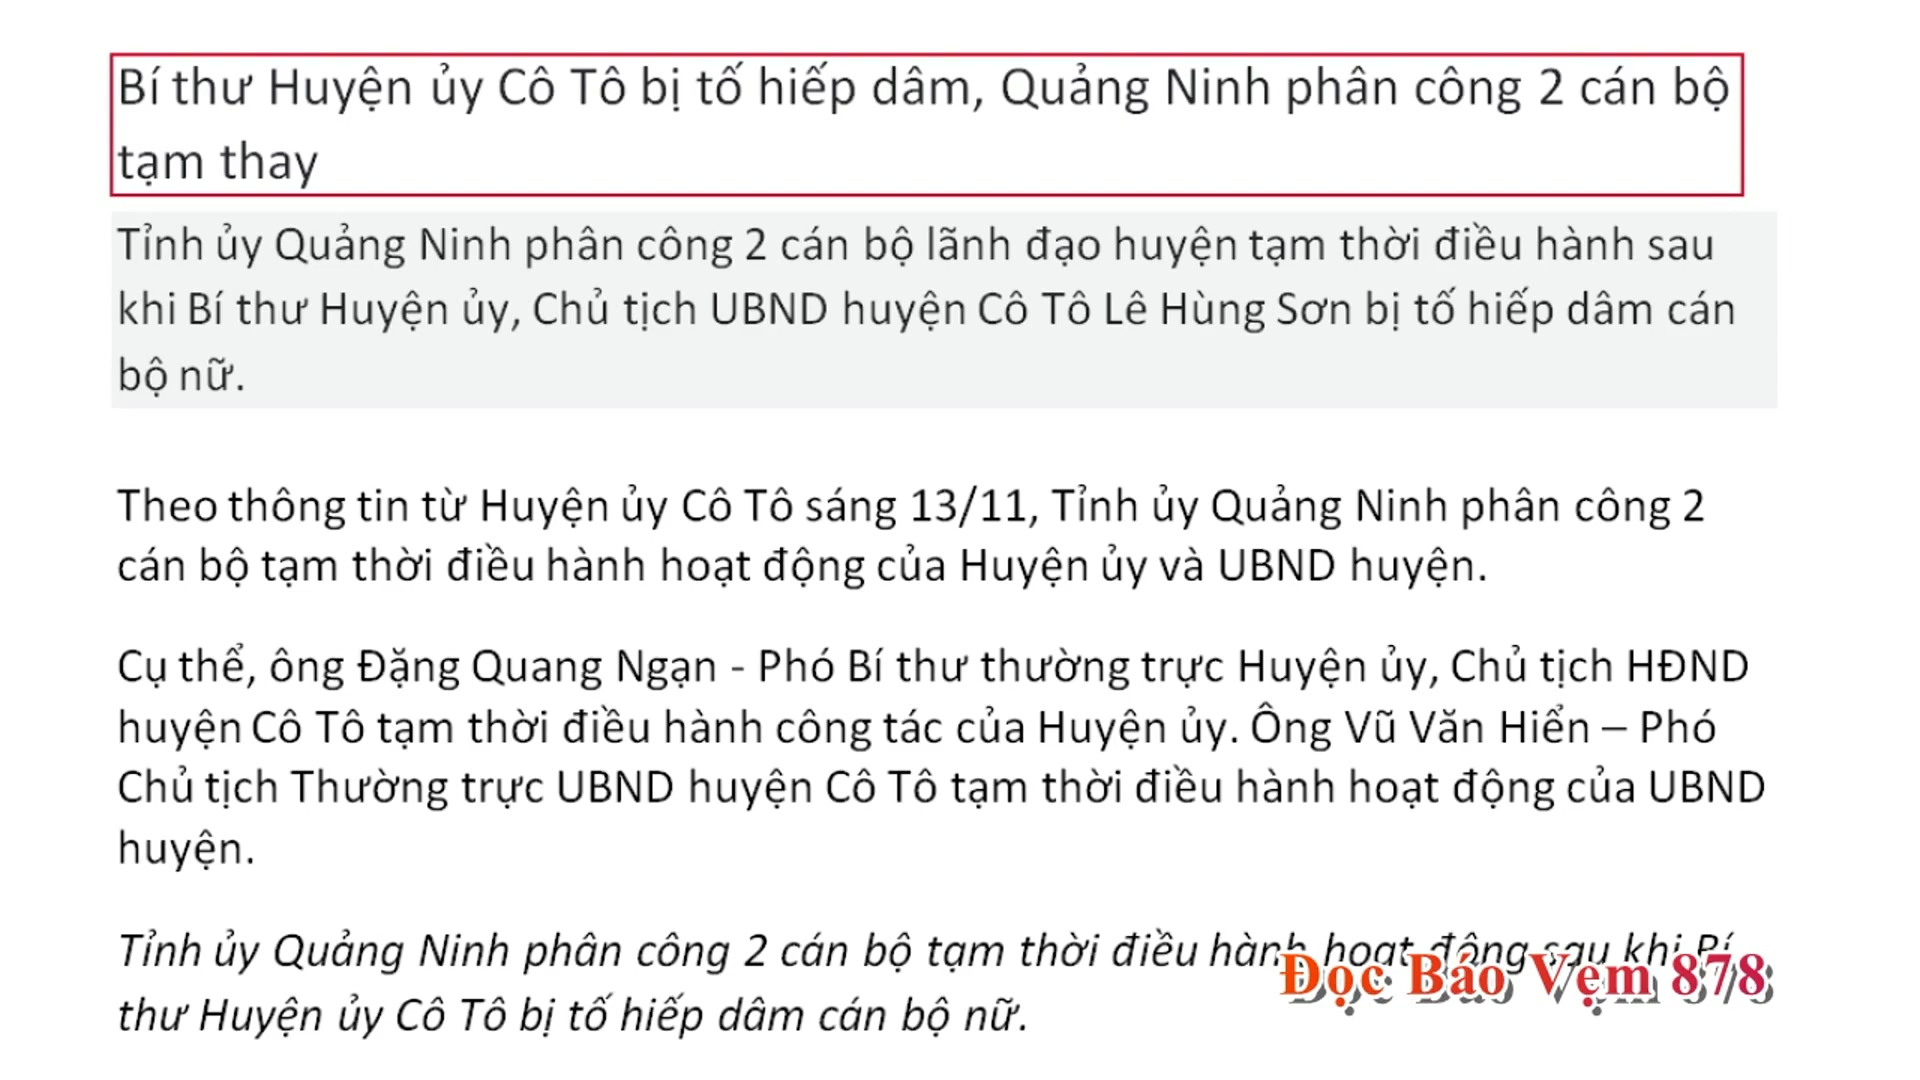 Bí thư Huyện ủy Cô Tô bị tố hiếp dâm, Quảng Ninh phân công 2 cán bộ
tạm thay
Tỉnh ủy Quảng Ninh phân công 2 cán bộ lãnh đạo huyện tạm thời điều hành sau
khi Bí thư Huyện ủy, Chủ tịch UBND huyện Cô Tô Lê Hùng Sơn bị tố hiếp dâm cán
bộ nữ.
Theo thông tin từ Huyện ủy Cô Tô sáng 13/11, Tỉnh ủy Quảng Ninh phân công 2
cán bộ tạm thời điều hành hoạt động của Huyện ủy và UBND huyện.
Cụ thể, ông Đặng Quang Ngạn - Phó Bí thư thường trực Huyện ủy, Chủ tịch HĐND
huyện Cô Tô tạm thời điều hành công tác của Huyện ủy. Ông Vũ Văn Hiển – Phó
Chủ tịch Thường trực UBND huyện Cô Tô tạm thời điều hành hoạt động của UBND
huyện.
Tỉnh ủy Quảng Ninh phân công 2 cán bộ tạm thời điều hành hoạt động sau khi Bí
thư Huyện ủy Cô Tô bị tố hiếp dâm cán bộ nữ.
Đọc Báo Vẹm 878